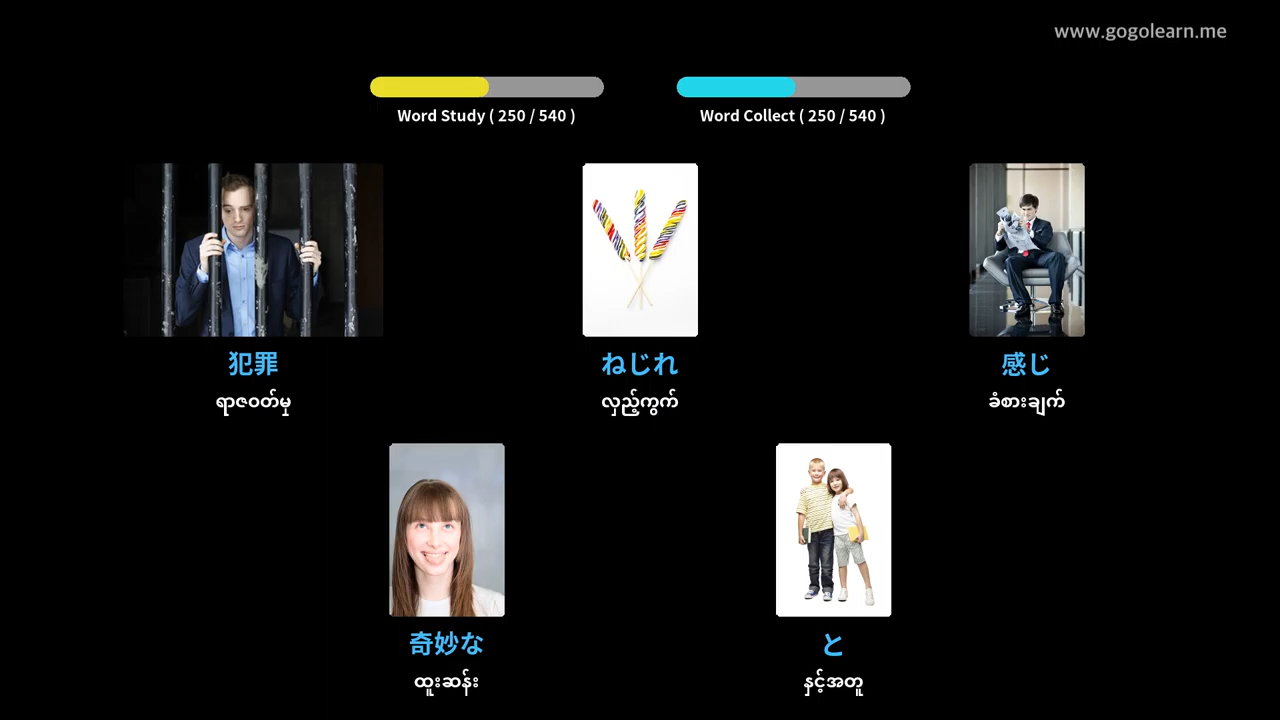 www.gogolearn.me
Word Study ( 250 / 540 )
Word Collect ( 250 / 540 )
犯罪
ရာဇဝတ်မှု
ねじれ
လှည့်ကွက်
感じ
ခံစားချက်
奇妙な
ထူးဆန်း
と
နှင့်အတူ